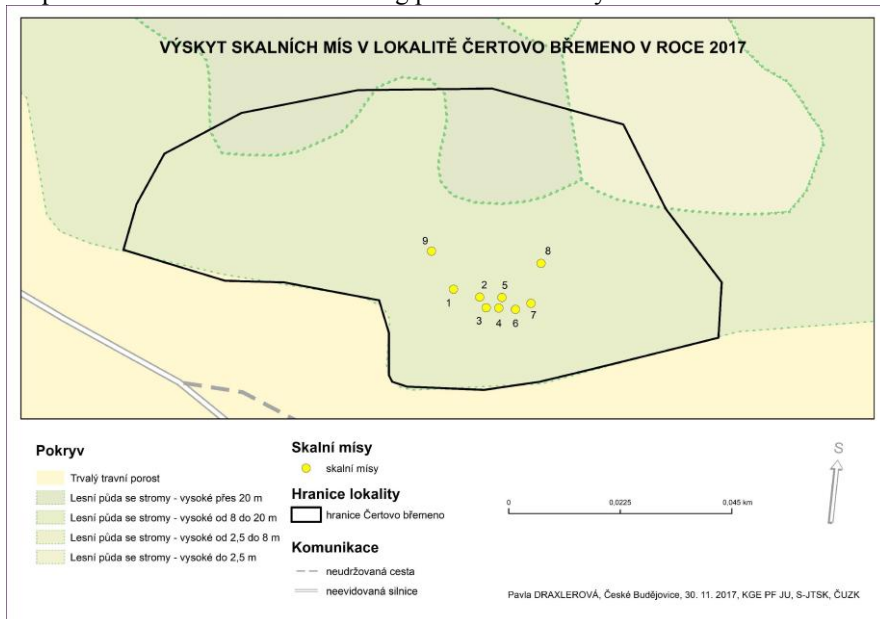 VÝSKYT SKALNÍCH MÍS V LOKALITĚ ČERTOVO BŘEMENO V ROCE 2017
9
8
1
2
5
3
4
6
7
Pokryv
Trvalý travní porost
Lesní půda se stromy - vysoké přes 20 m
Lesní půda se stromy - vysoké od 8 do 20 m
Lesní půda se stromy - vysoké od 2,5 do 8 m
Lesní půda se stromy - vysoké do 2,5 m
Skalní mísy
skalní mísy
Hranice lokality
hranice Čertovo břemeno
Komunikace
neudržovaná cesta
neevidovaná silnice
0
0,0225
0,045 km
S
Pavla DRAXLEROVÁ, České Budějovice, 30. 11. 2017, KGE PF JU, S-JTSK, ČUZK